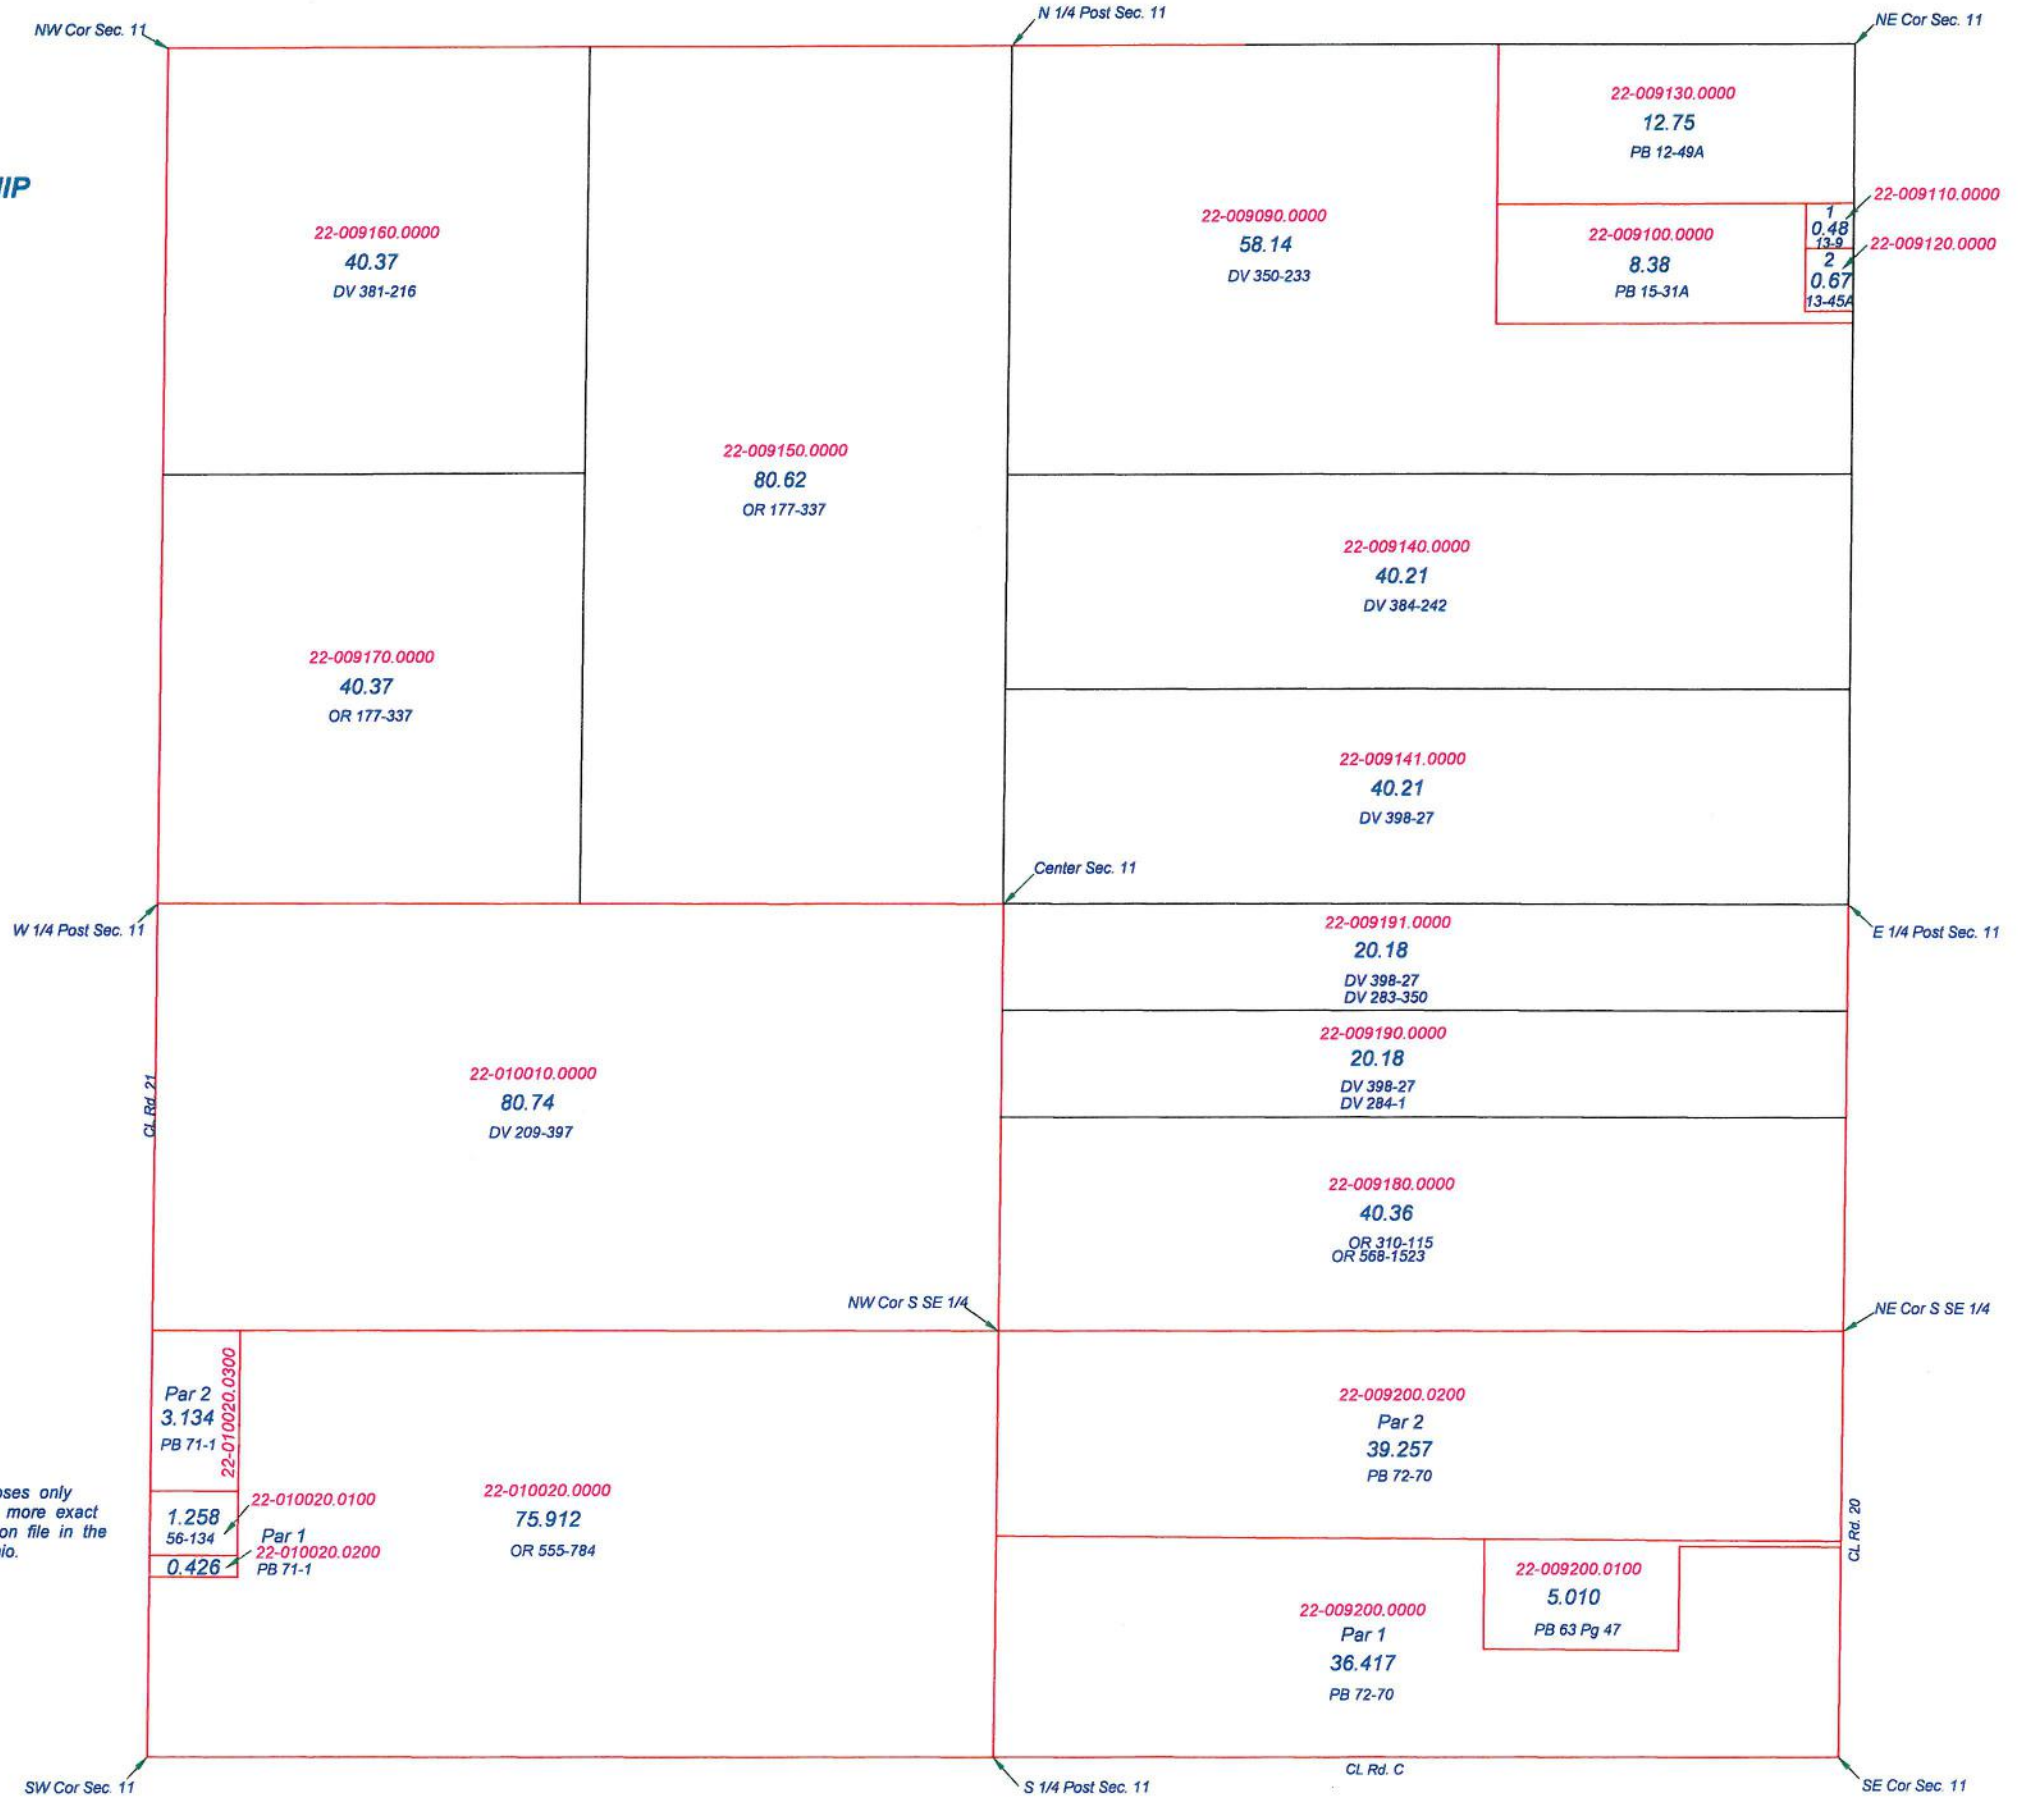 NW Cor Sec. 11
N 1/4 Post Sec. 11
NE Cor Sec. 11
22-009130.0000
12.75
PB 12-49A
22-009160.0000
40.37
DV 381-216
22-009090.0000
58.14
DV 350-233
22-009100.0000
8.38
PB 15-31A
1
0.48
13-9
22-009110.0000
2
0.67
13-45A
22-009120.0000
22-009150.0000
80.62
OR 177-337
22-009140.0000
40.21
DV 384-242
22-009170.0000
40.37
OR 177-337
22-009141.0000
40.21
DV 398-27
Center Sec. 11
W 1/4 Post Sec. 11
E 1/4 Post Sec. 11
22-009191.0000
20.18
DV 398-27
DV 283-350
22-009190.0000
20.18
DV 398-27
DV 284-1
CL Rd. 21
22-010010.0000
80.74
DV 209-397
22-009180.0000
40.36
OR 310-115
OR 568-1523
NW Cor S SE 1/4
NE Cor S SE 1/4
Par 2
3.134
PB 71-1
22-010020.0300
22-009200.0200
Par 2
39.257
PB 72-70
only
more exact
on file in the
22-010020.0100
1.258
56-134
Par 1
22-010020.0200
0.426
PB 71-1
22-010020.0000
75.912
OR 555-784
CL Rd. 20
22-009200.0100
5.010
PB 63 Pg 47
22-009200.0000
Par 1
36.417
PB 72-70
SW Cor Sec. 11
S 1/4 Post Sec. 11
CL Rd. C
SE Cor Sec. 11